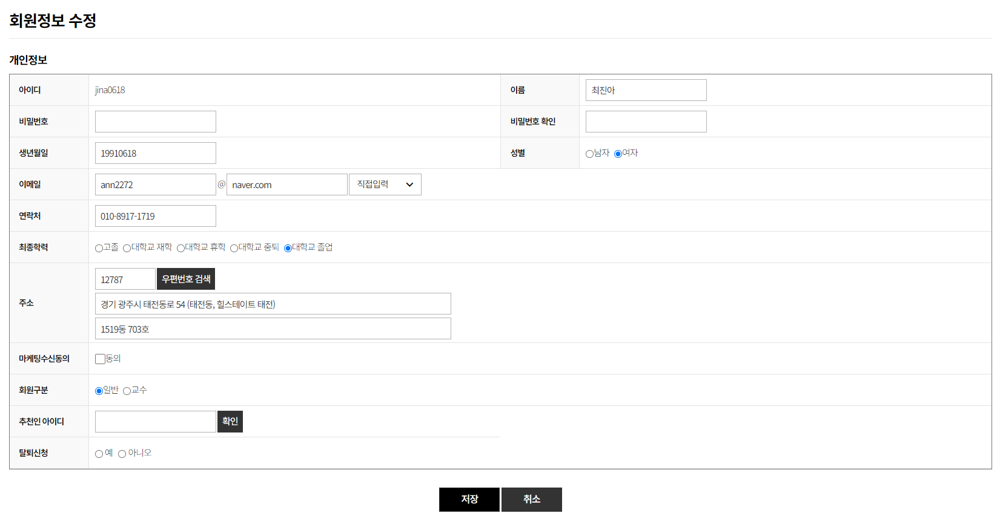 회원정보 수정
개인정보
아이디 jina0618 이름 최진아
비밀번호 비밀번호 확인
생년월일 19910618 성별 남자 여자
이메일 ann2272 @ naver.com 직접입력
연락처 010-8917-1719
최종학력 고졸 대학교 재학 대학교 휴학 대학교 중퇴 대학교 졸업
주소 12787 우편번호 검색
경기 광주시 태전동로 54 (태전동, 힐스테이트 태전)
1519동 703호
마케팅수신동의 동의
회원구분 일반 교수
추천인 아이디 확인
탈퇴신청 예 아니오
저장 취소